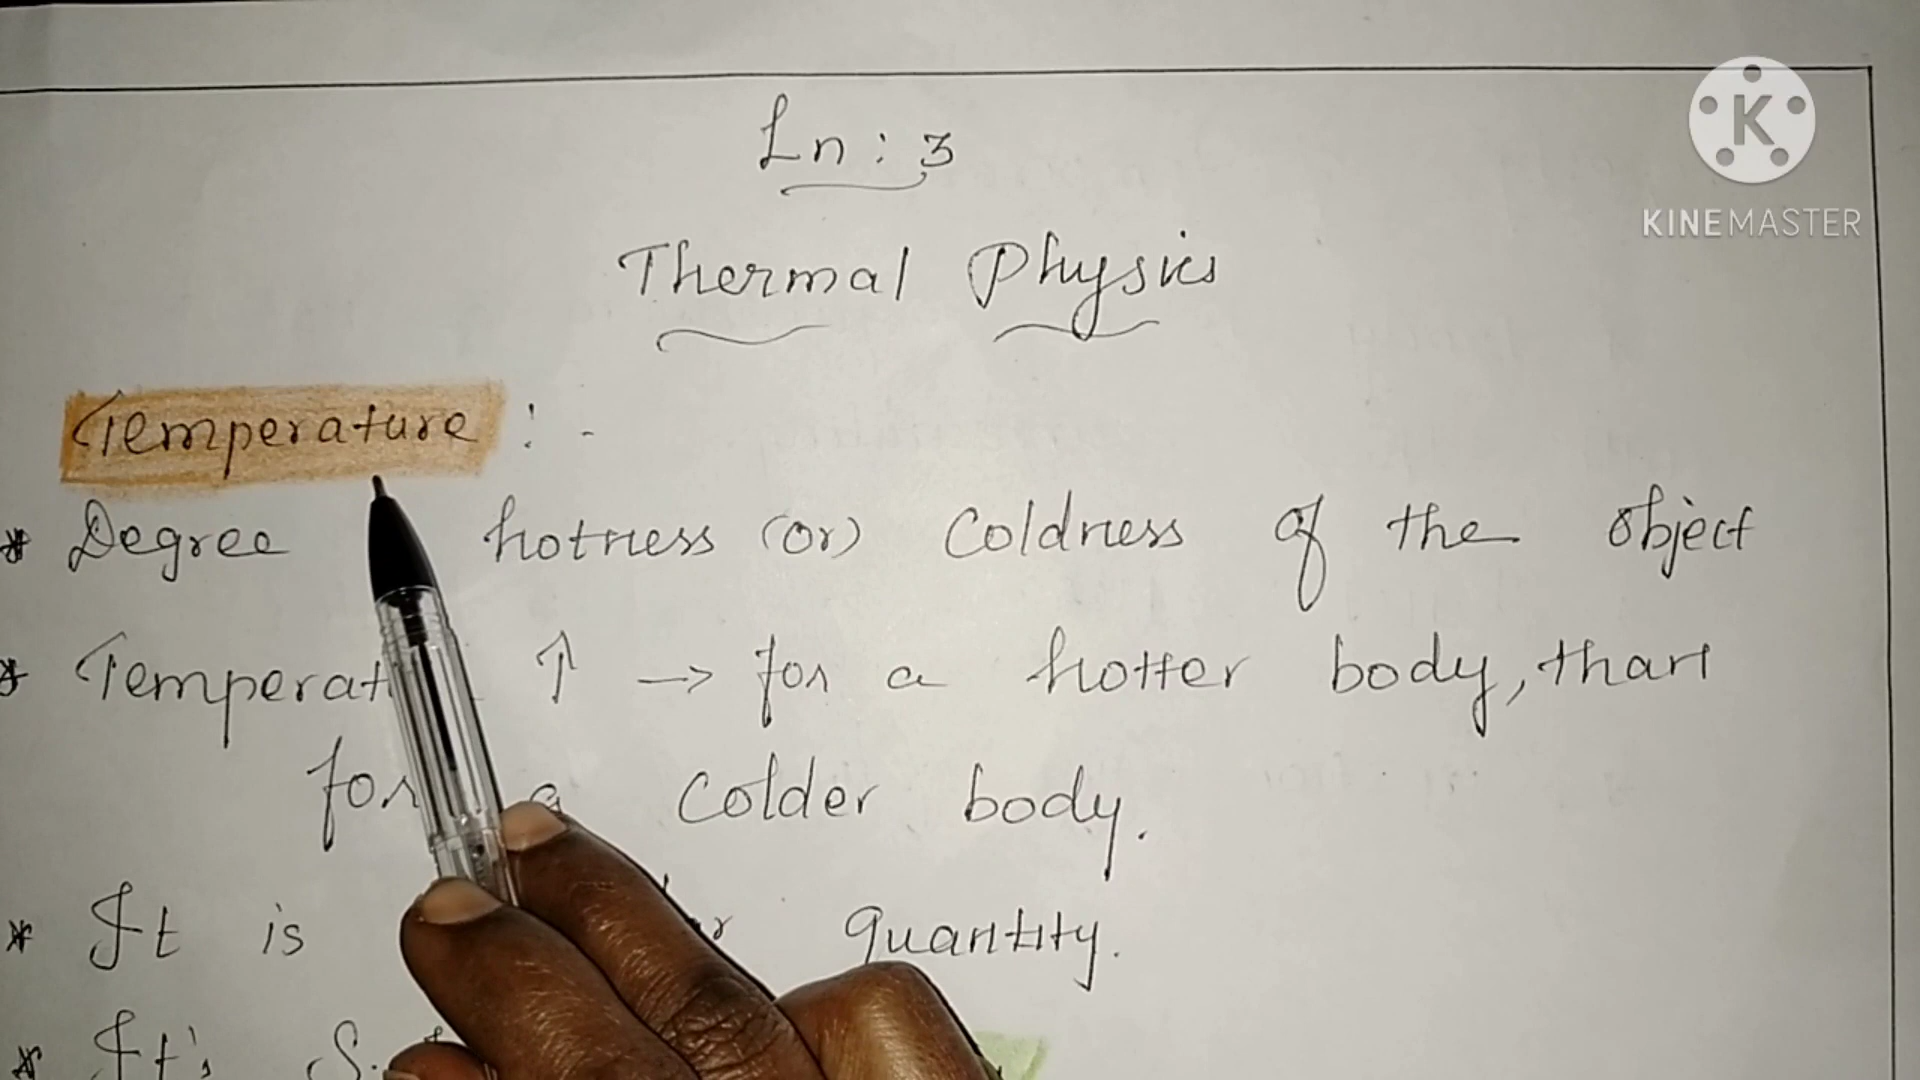 Ln : 3
K
KINEMASTER
Thermal Physics
Temperature : -
* Degree hotness (or) Coldness of the object
* Temperat ↑ → for a hotter body, than
for a Colder body.
* It is quantity.
* It's